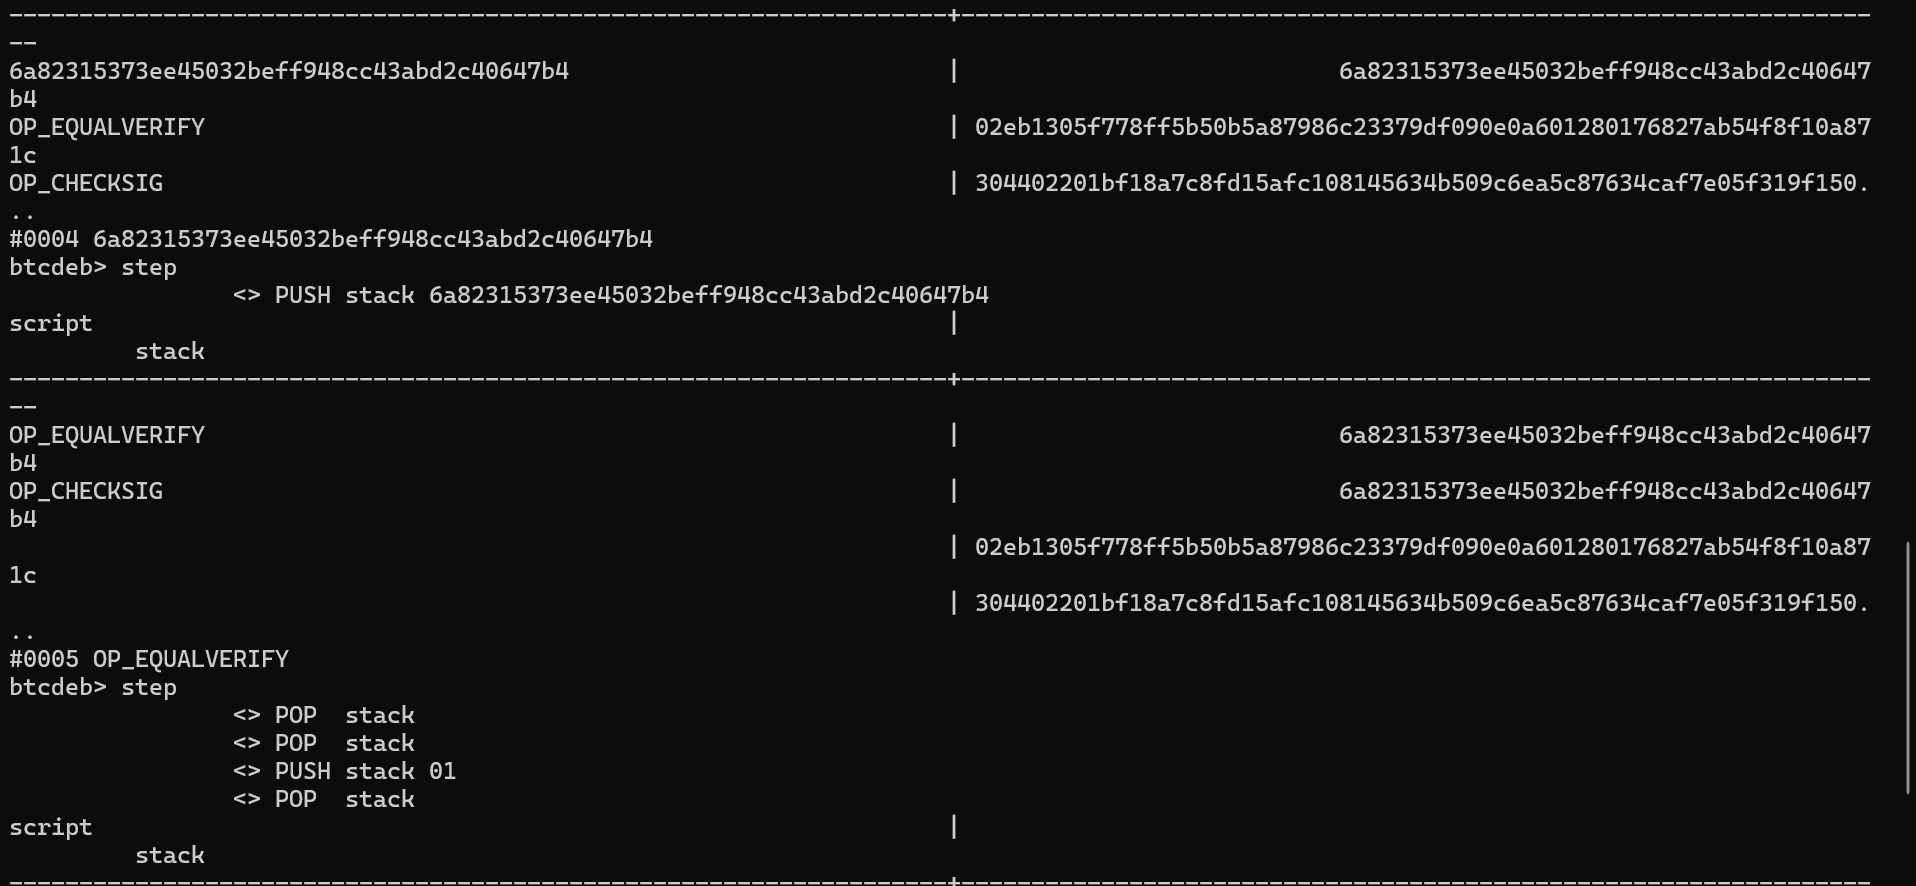 -------------------------------------------------------------------+-----------------------------------------------------------------
--
6a82315373ee45032beff948cc43abd2c40647b4 | 6a82315373ee45032beff948cc43abd2c40647
b4
OP_EQUALVERIFY | 02eb1305f778ff5b50b5a87986c23379df090e0a601280176827ab54f8f10a87
1c
OP_CHECKSIG | 304402201bf18a7c8fd15afc108145634b509c6ea5c87634caf7e05f319f150.
..
#0004 6a82315373ee45032beff948cc43abd2c40647b4
btcdeb> step
<> PUSH stack 6a82315373ee45032beff948cc43abd2c40647b4
script |
stack
-------------------------------------------------------------------+-----------------------------------------------------------------
--
OP_EQUALVERIFY | 6a82315373ee45032beff948cc43abd2c40647
b4
OP_CHECKSIG | 6a82315373ee45032beff948cc43abd2c40647
b4
| 02eb1305f778ff5b50b5a87986c23379df090e0a601280176827ab54f8f10a87
1c
| 304402201bf18a7c8fd15afc108145634b509c6ea5c87634caf7e05f319f150.
..
#0005 OP_EQUALVERIFY
btcdeb> step
<> POP  stack
<> POP  stack
<> PUSH stack 01
<> POP  stack
script |
stack
-------------------------------------------------------------------+-----------------------------------------------------------------